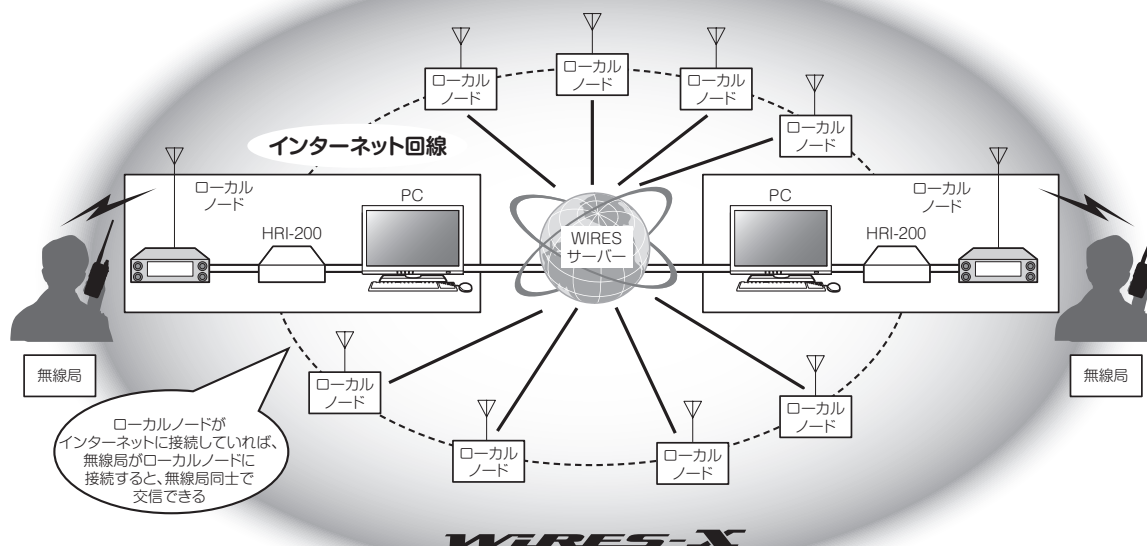 ローカル
ノード
ローカル
ノード
ローカル
ノード
ローカル
ノード
インターネット回線
ローカル
ノード
PC
HRI-200
WIRES
サーバー
PC
ローカル
ノード
HRI-200
無線局
無線局
ローカル
ノード
ローカル
ノード
ローカル
ノード
ローカル
ノード
ローカルノードが
インターネットに接続していれば、
無線局がローカルノードに
接続すると、無線局同士で
交信できる
WIRES-X